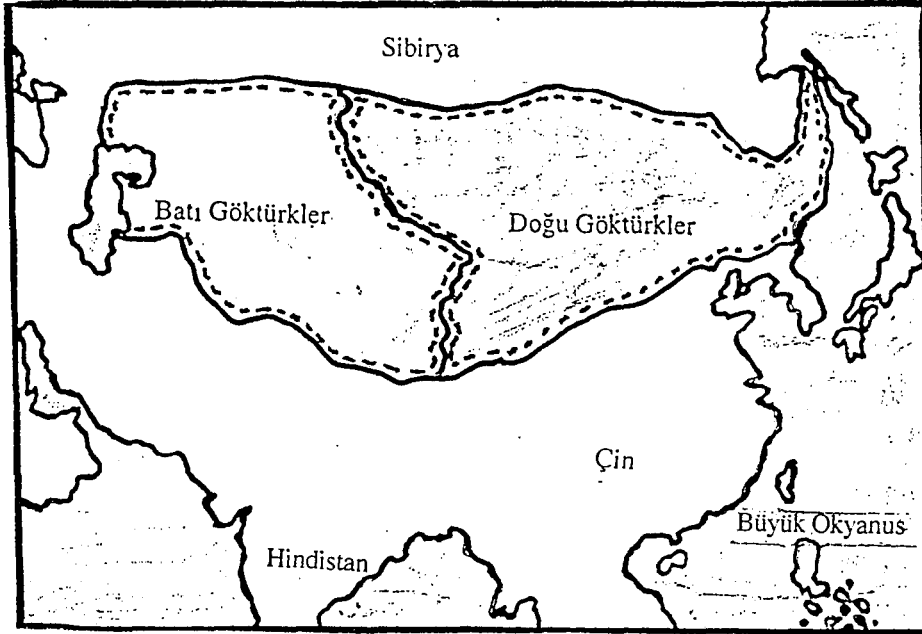 Sibirya
Batı Göktürkler
Doğu Göktürkler
Çin
Büyük Okyanus
Hindistan